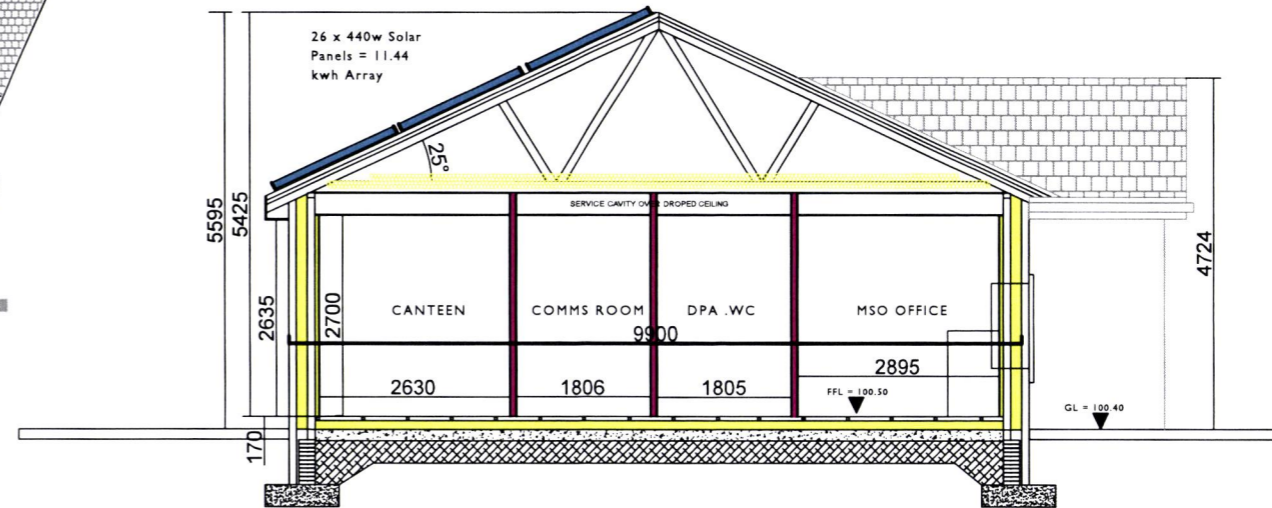 26 x 440w Solar
Panels = 11.44
kwh Array
25°
5595
5425
4724
SERVICE CAVITY OVER DROPED CEILING
2635
2700
CANTEEN
COMMS ROOM
DPA .WC
MSO OFFICE
9900
2630
1806
1805
2895
FFL = 100.50
GL = 100.40
170